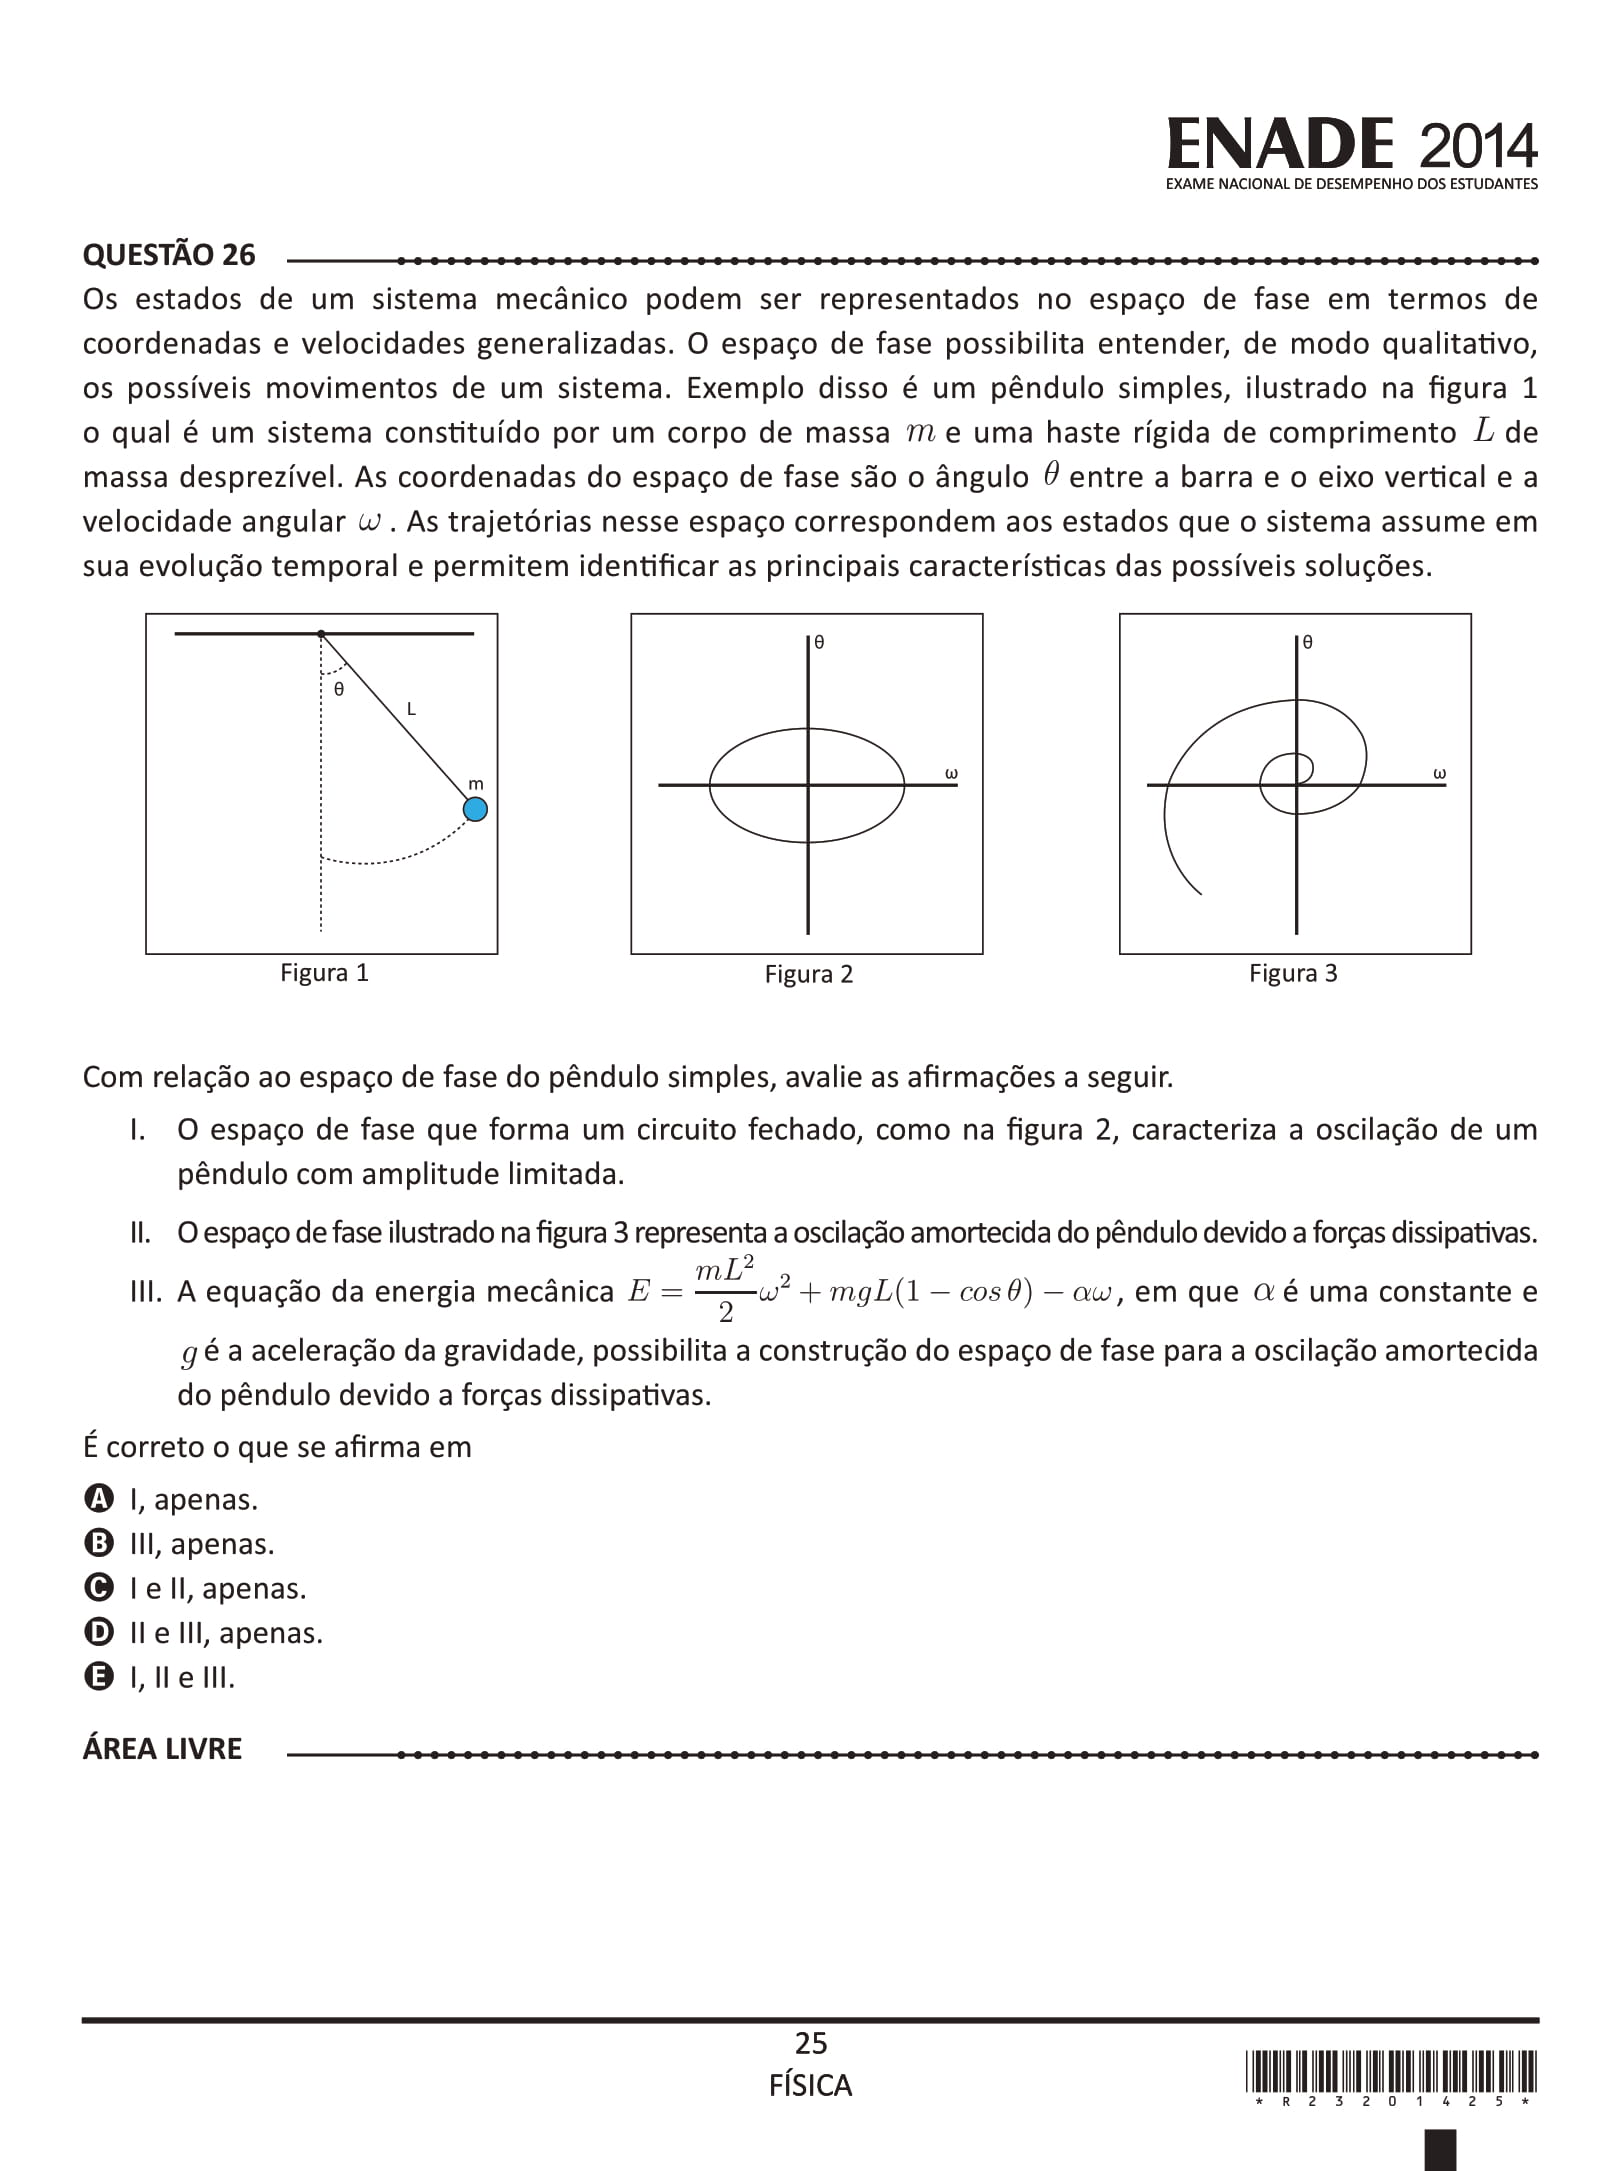 ENADE 2014
EXAME NACIONAL DE DESEMPENHO DOS ESTUDANTES
QUESTÃO 26
Os estados de um sistema mecânico podem ser representados no espaço de fase em termos de
coordenadas e velocidades generalizadas. O espaço de fase possibilita entender, de modo qualitativo,
os possíveis movimentos de um sistema. Exemplo disso é um pêndulo simples, ilustrado na figura 1
o qual é um sistema constituído por um corpo de massa m e uma haste rígida de comprimento L de
massa desprezível. As coordenadas do espaço de fase são o ângulo θ entre a barra e o eixo vertical e a
velocidade angular ω . As trajetórias nesse espaço correspondem aos estados que o sistema assume em
sua evolução temporal e permitem identificar as principais características das possíveis soluções.
θ
L
m
Figura 1
θ
ω
Figura 2
θ
ω
Figura 3
Com relação ao espaço de fase do pêndulo simples, avalie as afirmações a seguir.
I. O espaço de fase que forma um circuito fechado, como na figura 2, caracteriza a oscilação de um
pêndulo com amplitude limitada.
II. O espaço de fase ilustrado na figura 3 representa a oscilação amortecida do pêndulo devido a forças dissipativas.
III. A equação da energia mecânica E = mL²/2 ω² + mgL(1 − cos θ) − αω, em que α é uma constante e
g é a aceleração da gravidade, possibilita a construção do espaço de fase para a oscilação amortecida
do pêndulo devido a forças dissipativas.
É correto o que se afirma em
A I, apenas.
B III, apenas.
C I e II, apenas.
D II e III, apenas.
E I, II e III.
ÁREA LIVRE
25
FÍSICA
* R 2 3 2 0 1 4 2 5 *